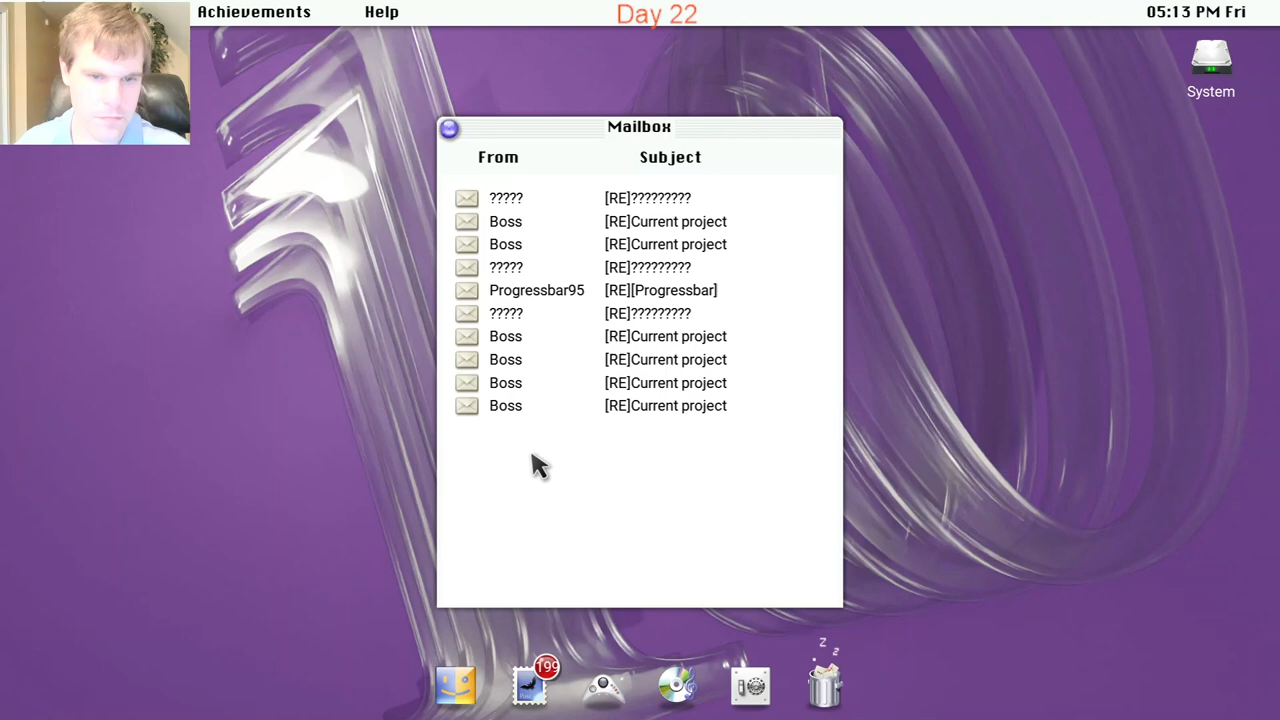 Achievements Help Day 22 05:13 PM Fri
System
Mailbox
From Subject
????? [RE]?????????
Boss [RE]Current project
Boss [RE]Current project
????? [RE]?????????
Progressbar95 [RE][Progressbar]
????? [RE]?????????
Boss [RE]Current project
Boss [RE]Current project
Boss [RE]Current project
Boss [RE]Current project
z
z
199